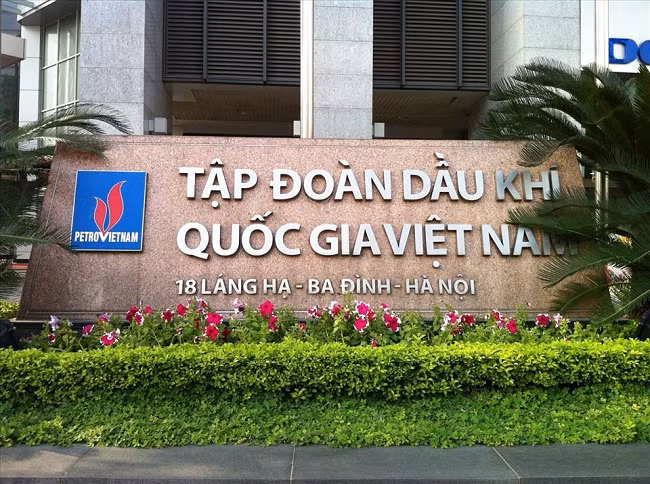 TẬP ĐOÀN DẦU KHÍ
QUỐC GIA VIỆT NAM
18 LÁNG HẠ - BA ĐÌNH - HÀ NỘI
PETROVIETNAM